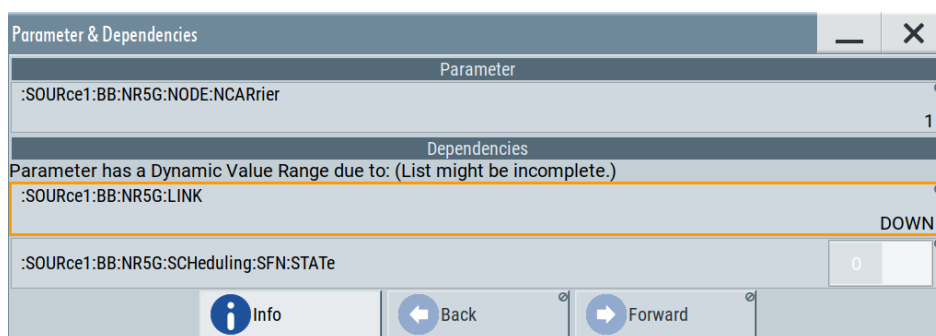 Parameter & Dependencies
Parameter
:SOURce1:BB:NR5G:NODE:NCARrier
1
Dependencies
Parameter has a Dynamic Value Range due to: (List might be incomplete.)
:SOURce1:BB:NR5G:LINK
DOWN
:SOURce1:BB:NR5G:SCHeduling:SFN:STATe
0
Info
Back
Forward